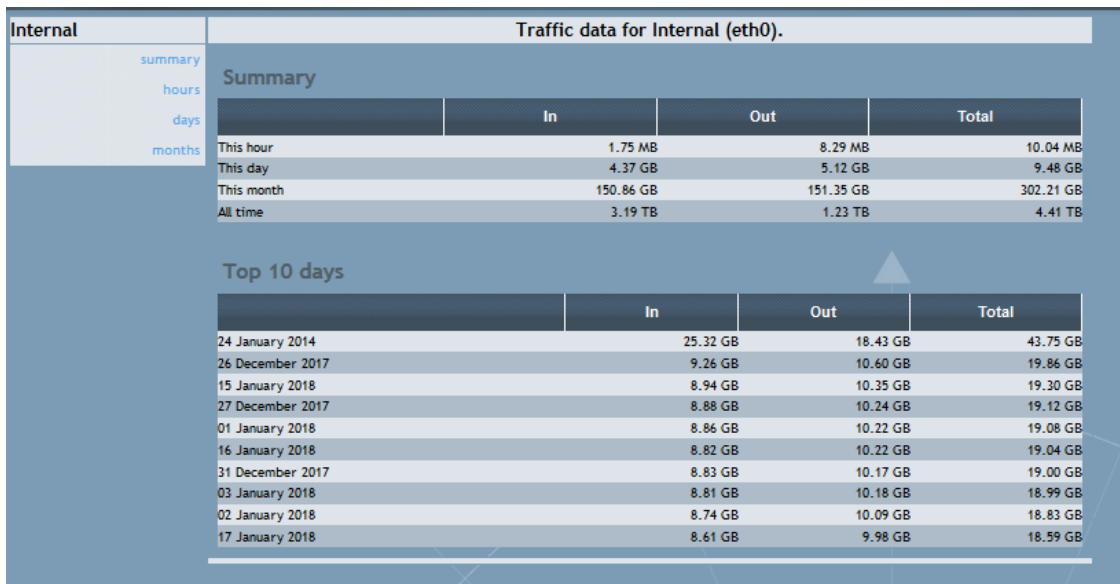 Internal
summary
hours
days
months
Traffic data for Internal (eth0).
Summary
In Out Total
This hour 1.75 MB 8.29 MB 10.04 MB
This day 4.37 GB 5.12 GB 9.48 GB
This month 150.86 GB 151.35 GB 302.21 GB
All time 3.19 TB 1.23 TB 4.41 TB
Top 10 days
In Out Total
24 January 2014 25.32 GB 18.43 GB 43.75 GB
26 December 2017 9.26 GB 10.60 GB 19.86 GB
15 January 2018 8.94 GB 10.35 GB 19.30 GB
27 December 2017 8.88 GB 10.24 GB 19.12 GB
01 January 2018 8.86 GB 10.22 GB 19.08 GB
16 January 2018 8.82 GB 10.22 GB 19.04 GB
31 December 2017 8.83 GB 10.17 GB 19.00 GB
03 January 2018 8.81 GB 10.18 GB 18.99 GB
02 January 2018 8.74 GB 10.09 GB 18.83 GB
17 January 2018 8.61 GB 9.98 GB 18.59 GB